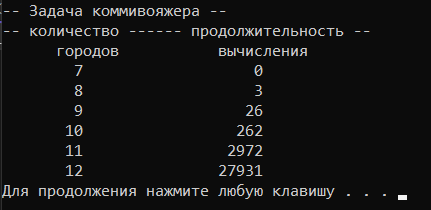 -- Задача коммивояжера --
-- количество ------ продолжительность --
городов вычисления
7 0
8 3
9 26
10 262
11 2972
12 27931
Для продолжения нажмите любую клавишу . . .